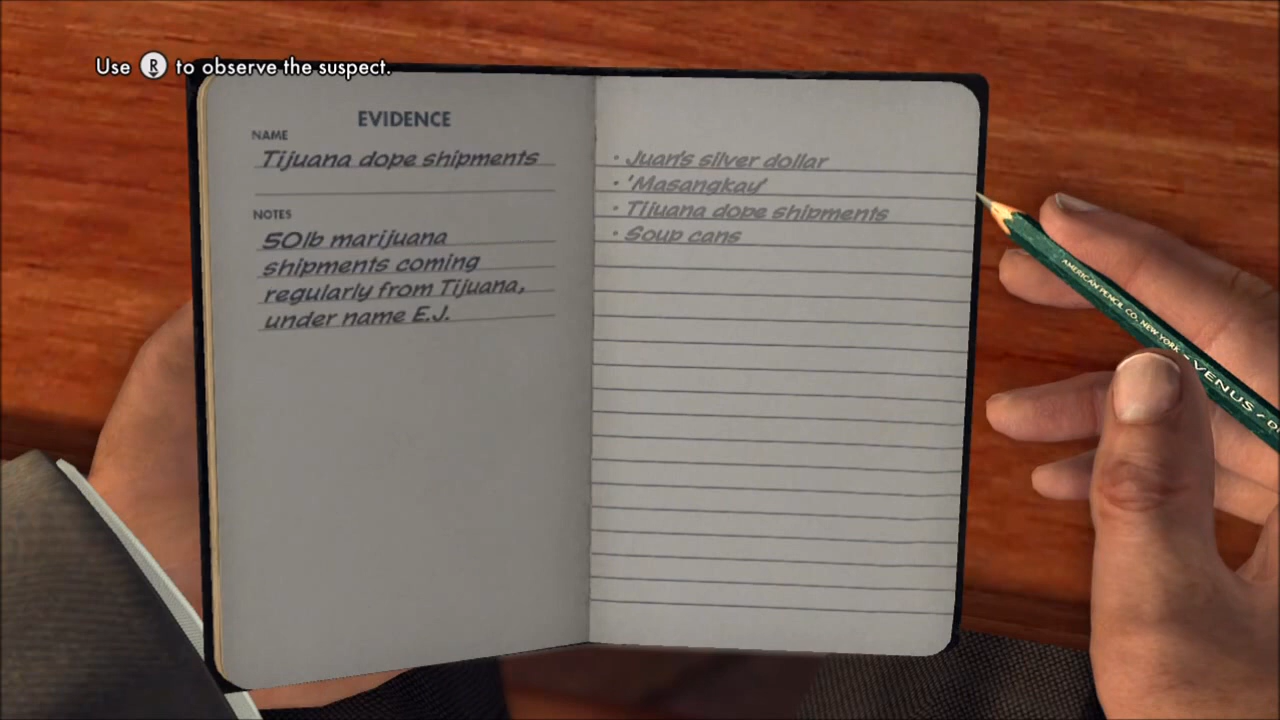 Use R to observe the suspect.
EVIDENCE
NAME
Tijuana dope shipments
NOTES
50lb marijuana
shipments coming
regularly from Tijuana,
under name E.J.
• Juan's silver dollar
• 'Masangkay'
• Tijuana dope shipments
• Soup cans
AMERICAN PENCIL CO. NEW YORK • VENUS